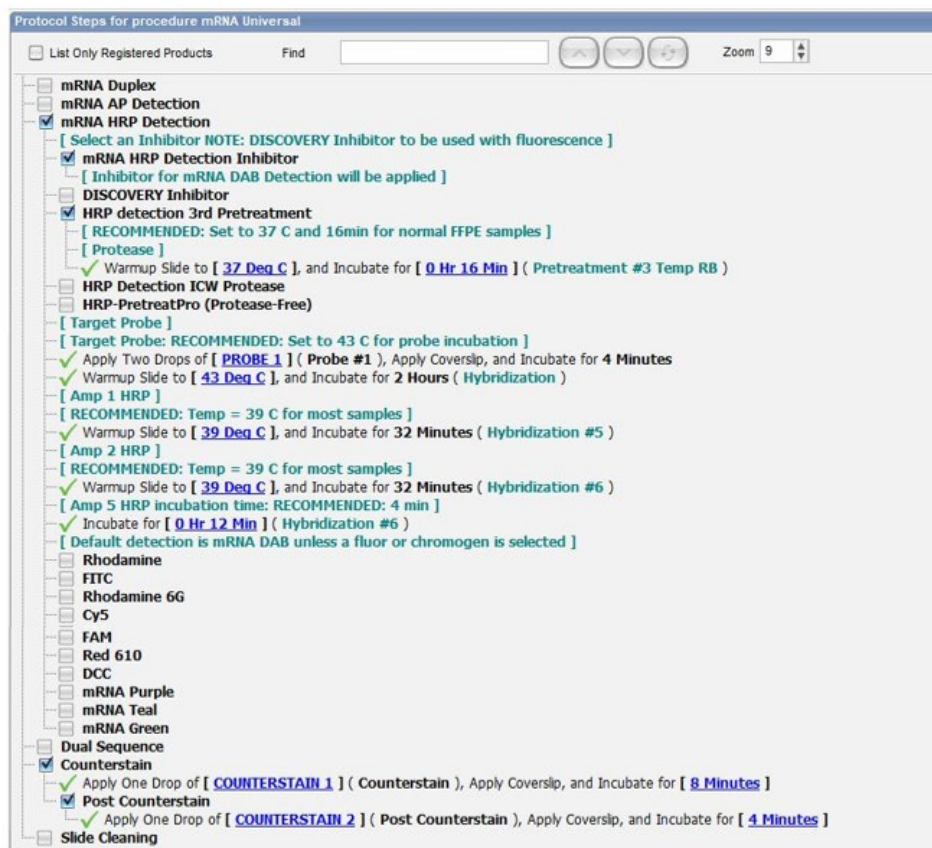 Protocol Steps for procedure mRNA Universal
List Only Registered Products Find Zoom 9
mRNA Duplex
mRNA AP Detection
mRNA HRP Detection
[ Select an Inhibitor NOTE: DISCOVERY Inhibitor to be used with fluorescence ]
mRNA HRP Detection Inhibitor
[ Inhibitor for mRNA DAB Detection will be applied ]
DISCOVERY Inhibitor
HRP detection 3rd Pretreatment
[ RECOMMENDED: Set to 37 C and 16min for normal FFPE samples ]
[ Protease ]
Warmup Slide to [ 37 Deg C ], and Incubate for [ 0 Hr 16 Min ] ( Pretreatment #3 Temp RB )
HRP Detection ICW Protease
HRP-PretreatPro (Protease-Free)
[ Target Probe ]
[ Target Probe: RECOMMENDED: Set to 43 C for probe incubation ]
Apply Two Drops of [ PROBE 1 ] ( Probe #1 ), Apply Coverslip, and Incubate for 4 Minutes
Warmup Slide to [ 43 Deg C ], and Incubate for 2 Hours ( Hybridization )
[ Amp 1 HRP ]
[ RECOMMENDED: Temp = 39 C for most samples ]
Warmup Slide to [ 39 Deg C ], and Incubate for 32 Minutes ( Hybridization #5 )
[ Amp 2 HRP ]
[ RECOMMENDED: Temp = 39 C for most samples ]
Warmup Slide to [ 39 Deg C ], and Incubate for 32 Minutes ( Hybridization #6 )
[ Amp 5 HRP incubation time: RECOMMENDED: 4 min ]
Incubate for [ 0 Hr 12 Min ] ( Hybridization #6 )
[ Default detection is mRNA DAB unless a fluor or chromogen is selected ]
Rhodamine
FITC
Rhodamine 6G
Cy5
FAM
Red 610
DCC
mRNA Purple
mRNA Teal
mRNA Green
Dual Sequence
Counterstain
Apply One Drop of [ COUNTERSTAIN 1 ] ( Counterstain ), Apply Coverslip, and Incubate for [ 8 Minutes ]
Post Counterstain
Apply One Drop of [ COUNTERSTAIN 2 ] ( Post Counterstain ), Apply Coverslip, and Incubate for [ 4 Minutes ]
Slide Cleaning